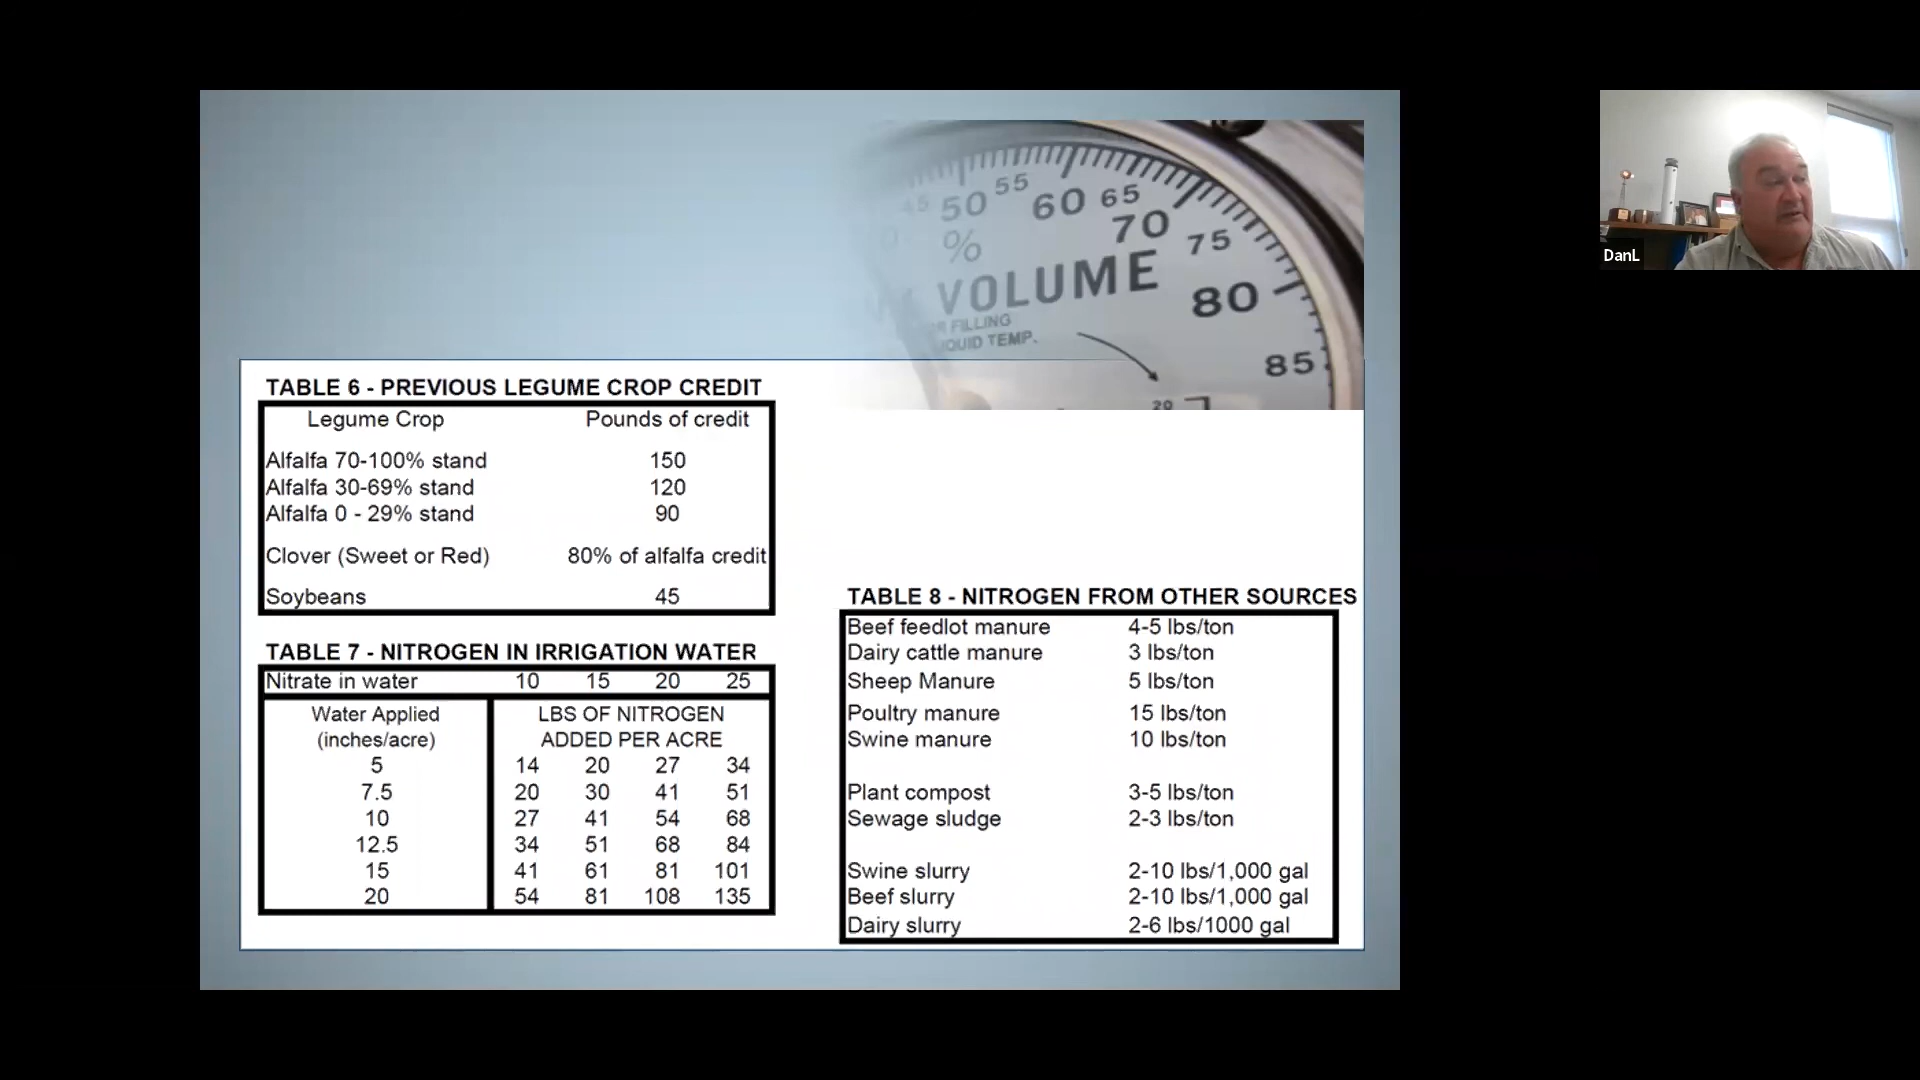 45 50 55 60 65 70 75 80 85
%
VOLUME
FILLING
TEMP.
20
TABLE 6 - PREVIOUS LEGUME CROP CREDIT
Legume Crop Pounds of credit
Alfalfa 70-100% stand 150
Alfalfa 30-69% stand 120
Alfalfa 0 - 29% stand 90
Clover (Sweet or Red) 80% of alfalfa credit
Soybeans 45
TABLE 7 - NITROGEN IN IRRIGATION WATER
Nitrate in water 10 15 20 25
Water Applied LBS OF NITROGEN
(inches/acre) ADDED PER ACRE
5 14 20 27 34
7.5 20 30 41 51
10 27 41 54 68
12.5 34 51 68 84
15 41 61 81 101
20 54 81 108 135
TABLE 8 - NITROGEN FROM OTHER SOURCES
Beef feedlot manure 4-5 lbs/ton
Dairy cattle manure 3 lbs/ton
Sheep Manure 5 lbs/ton
Poultry manure 15 lbs/ton
Swine manure 10 lbs/ton
Plant compost 3-5 lbs/ton
Sewage sludge 2-3 lbs/ton
Swine slurry 2-10 lbs/1,000 gal
Beef slurry 2-10 lbs/1,000 gal
Dairy slurry 2-6 lbs/1000 gal
DanL